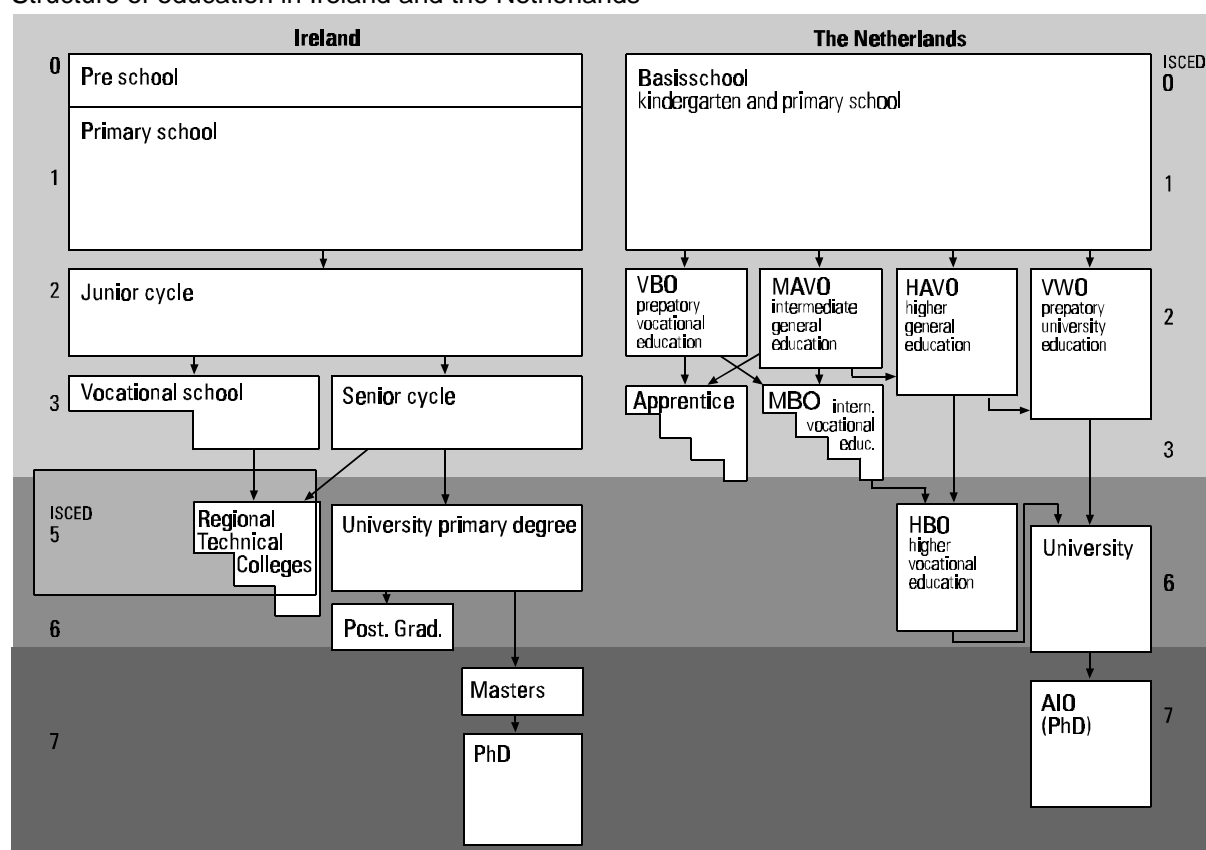 Structure of education in Ireland and the Netherlands
Ireland
0
Pre school
Primary school
1
2
Junior cycle
3
Vocational school
Senior cycle
ISCED
5
Regional
Technical
Colleges
University primary degree
6
Post. Grad.
Masters
7
PhD
The Netherlands
ISCED
0
Basisschool
kindergarten and primary school
1
VBO
prepatory
vocational
education
MAVO
intermediate
general
education
HAVO
higher
general
education
VWO
prepatory
university
education
2
Apprentice
MBO intern.
vocational
educ.
3
HBO
higher
vocational
education
University
6
AIO
(PhD)
7